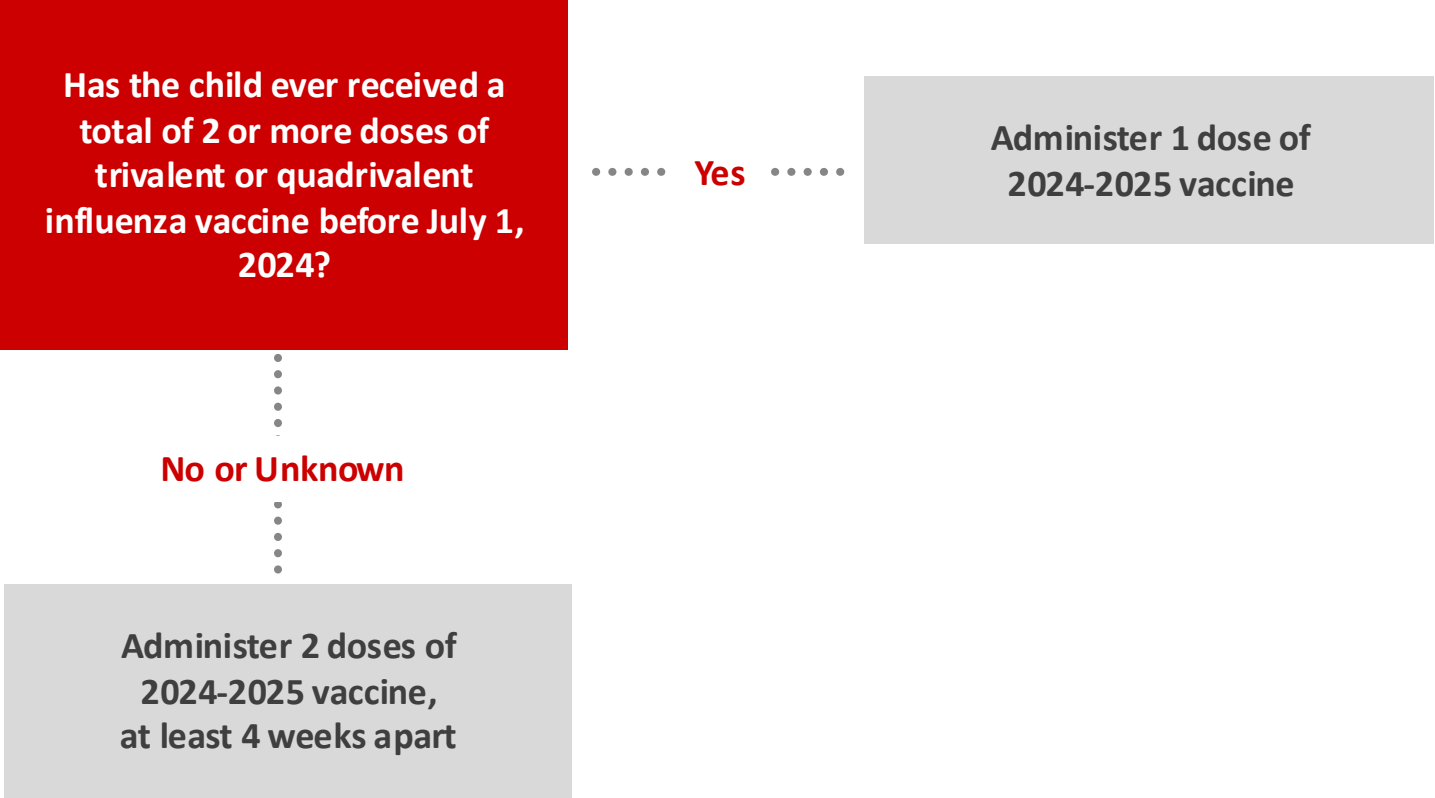 Has the child ever received a
total of 2 or more doses of
trivalent or quadrivalent
influenza vaccine before July 1,
2024?
Yes
Administer 1 dose of
2024-2025 vaccine
No or Unknown
Administer 2 doses of
2024-2025 vaccine,
at least 4 weeks apart